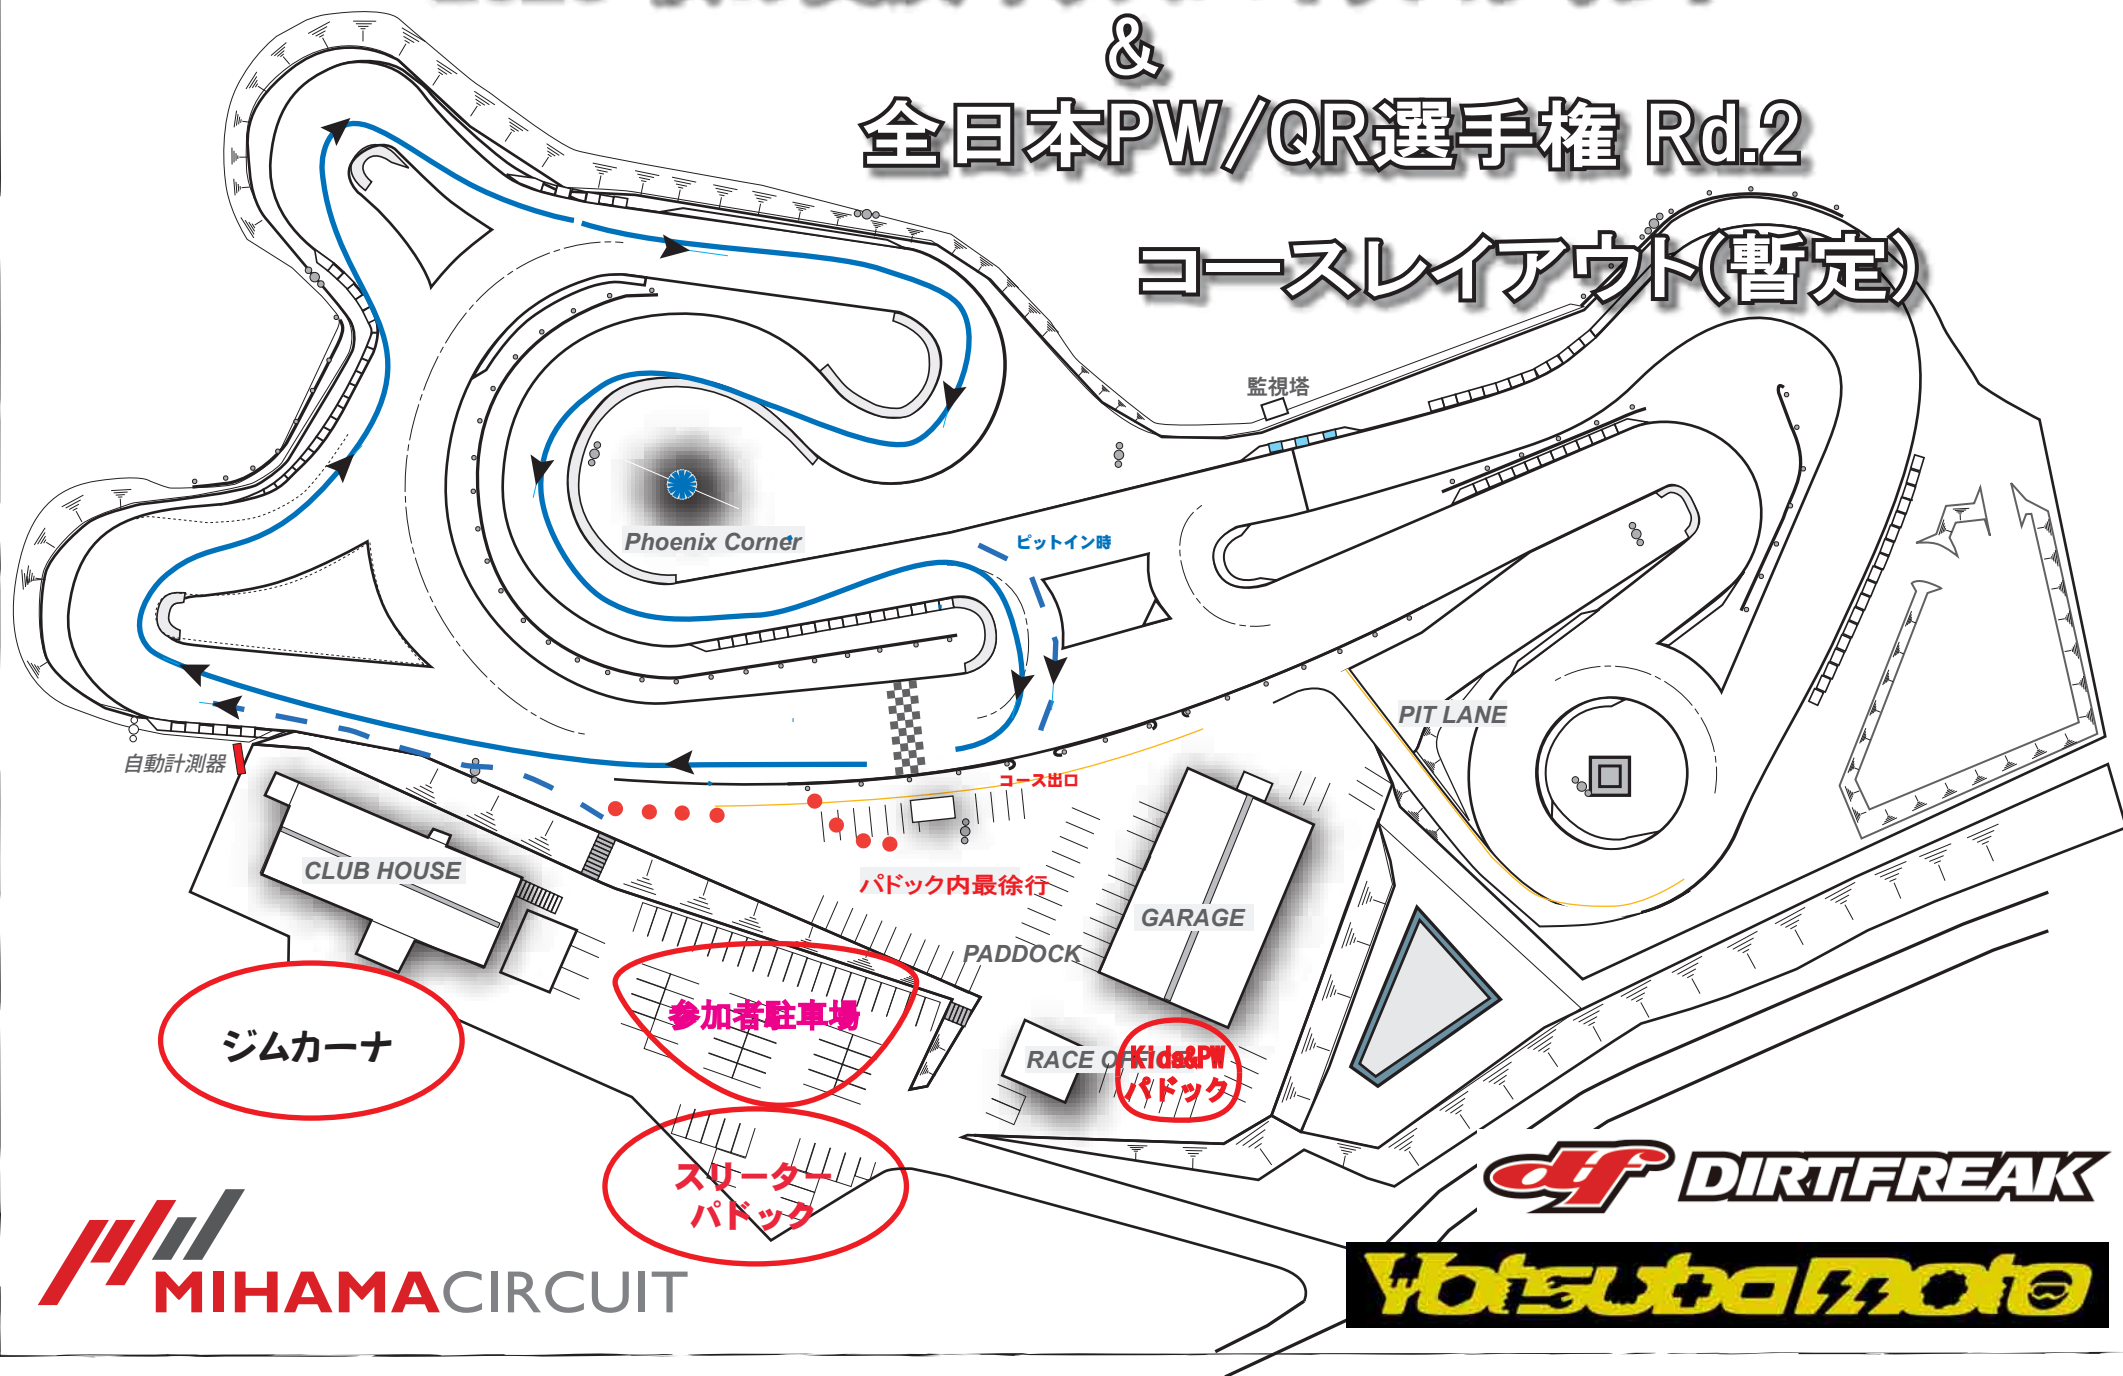 &
全日本PW/QR選手権 Rd.2
コースレイアウト(暫定)
監視塔
Phoenix Corner
ピットイン時
PIT LANE
自動計測器
コース出口
CLUB HOUSE
パドック内最徐行
GARAGE
PADDOCK
参加者駐車場
ジムカーナ
RACE OFF
Kids&PW
パドック
スリーター
パドック
df DIRTFREAK
MIHAMACIRCUIT
Yotsuba Moto